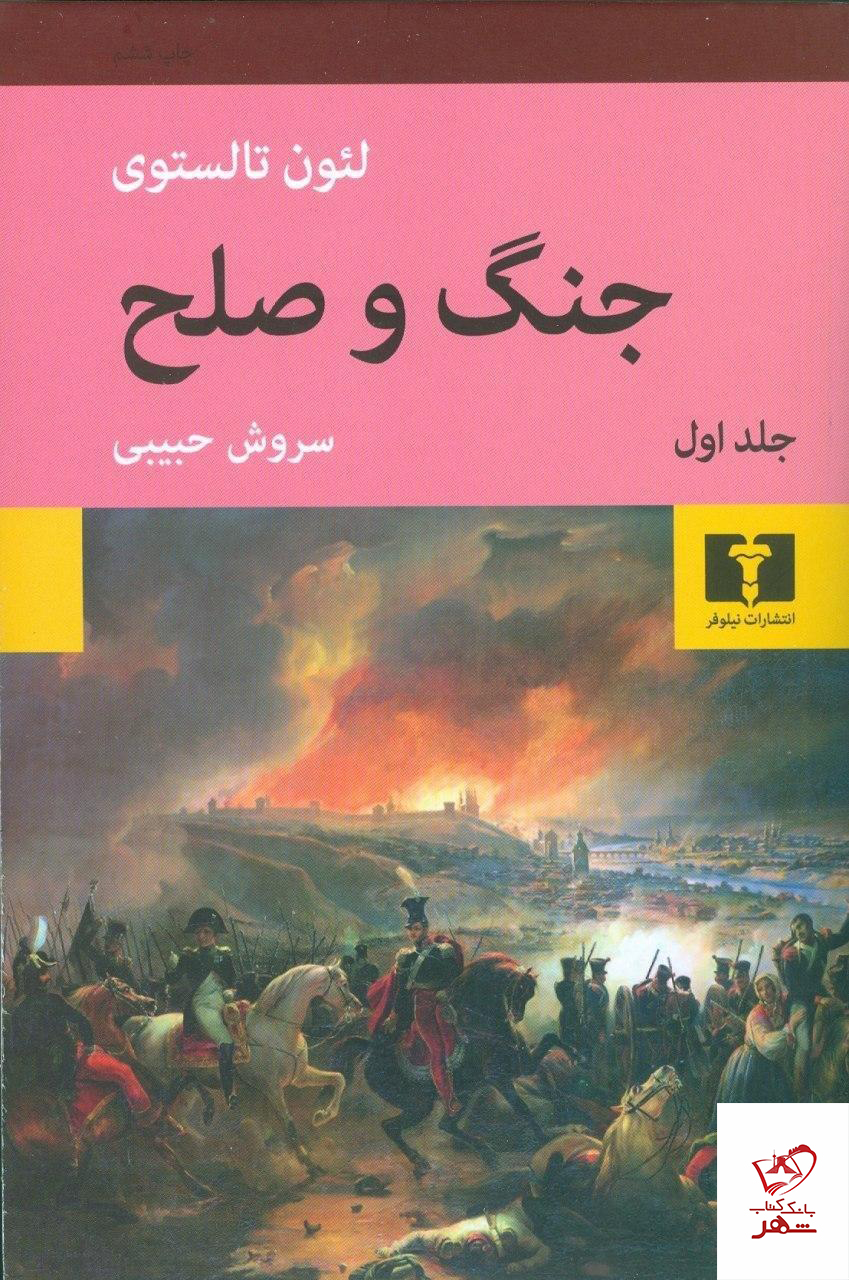 چاپ ششم
لئون تالستوی
جنگ و صلح
سروش حبیبی
جلد اول
انتشارات نیلوفر
بانک کتاب
شهر